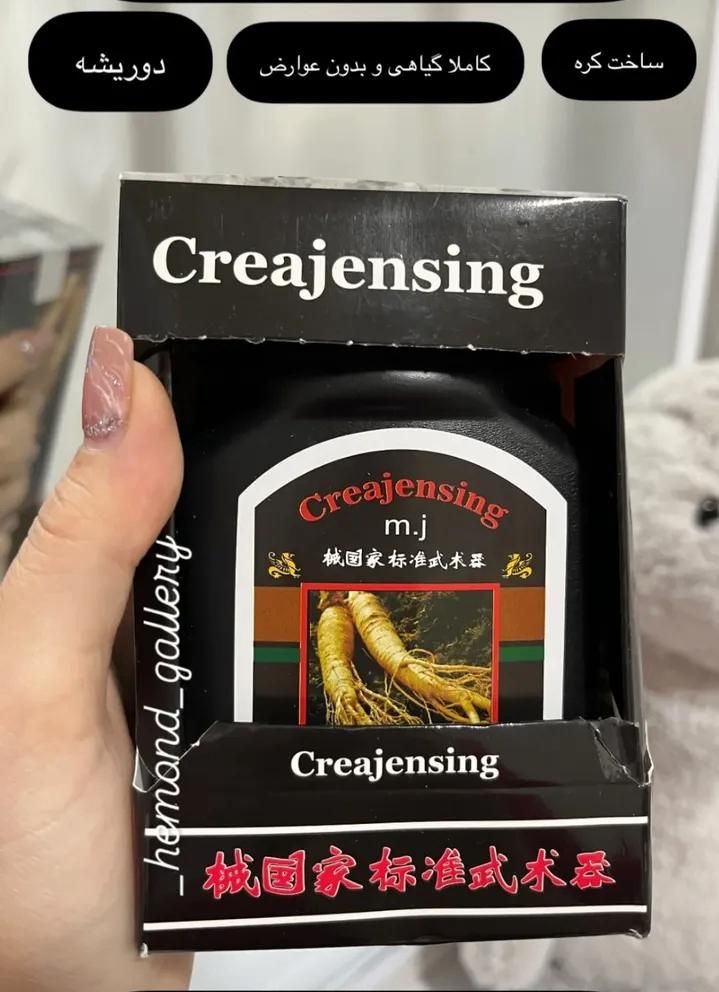 ساخت کره
کاملا گیاهی و بدون عوارض
دوریشه
Creajensing
Creajensing
m.j
械国家标准武术器
Creajensing
械国家标准武术器
_hemond_gallery